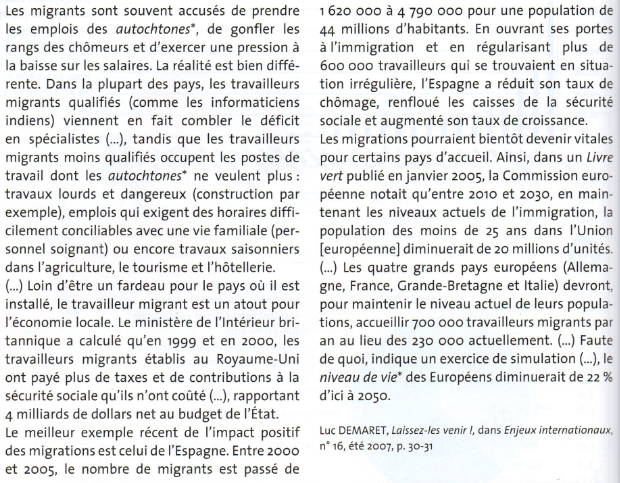 Les migrants sont souvent accusés de prendre
les emplois des autochtones*, de gonfler les
rangs des chômeurs et d'exercer une pression à
la baisse sur les salaires. La réalité est bien diffé-
rente. Dans la plupart des pays, les travailleurs
migrants qualifiés (comme les informaticiens
indiens) viennent en fait combler le déficit
en spécialistes (...), tandis que les travailleurs
migrants moins qualifiés occupent les postes de
travail dont les autochtones* ne veulent plus :
travaux lourds et dangereux (construction par
exemple), emplois qui exigent des horaires diffi-
cilement conciliables avec une vie familiale (per-
sonnel soignant) ou encore travaux saisonniers
dans l'agriculture, le tourisme et l'hôtellerie.
(...) Loin d'être un fardeau pour le pays où il est
installé, le travailleur migrant est un atout pour
l'économie locale. Le ministère de l'Intérieur bri-
tannique a calculé qu'en 1999 et en 2000, les
travailleurs migrants établis au Royaume-Uni
ont payé plus de taxes et de contributions à la
sécurité sociale qu'ils n'ont coûté (...), rapportant
4 milliards de dollars net au budget de l'État.
Le meilleur exemple récent de l'impact positif
des migrations est celui de l'Espagne. Entre 2000
et 2005, le nombre de migrants est passé de
1 620 000 à 4 790 000 pour une population de
44 millions d'habitants. En ouvrant ses portes
à l'immigration et en régularisant plus de
600 000 travailleurs qui se trouvaient en situa-
tion irrégulière, l'Espagne a réduit son taux de
chômage, renfloué les caisses de la sécurité
sociale et augmenté son taux de croissance.
Les migrations pourraient bientôt devenir vitales
pour certains pays d'accueil. Ainsi, dans un Livre
vert publié en janvier 2005, la Commission euro-
péenne notait qu'entre 2010 et 2030, en main-
tenant les niveaux actuels de l'immigration, la
population des moins de 25 ans dans l'Union
[européenne] diminuerait de 20 millions d'unités.
(...) Les quatre grands pays européens (Allema-
gne, France, Grande-Bretagne et Italie) devront,
pour maintenir le niveau actuel de leurs popula-
tions, accueillir 700 000 travailleurs migrants par
an au lieu des 230 000 actuellement. (...) Faute
de quoi, indique un exercice de simulation (...), le
niveau de vie* des Européens diminuerait de 22 %
d'ici à 2050.
Luc DEMARET, Laissez-les venir !, dans Enjeux internationaux,
n° 16, été 2007, p. 30-31